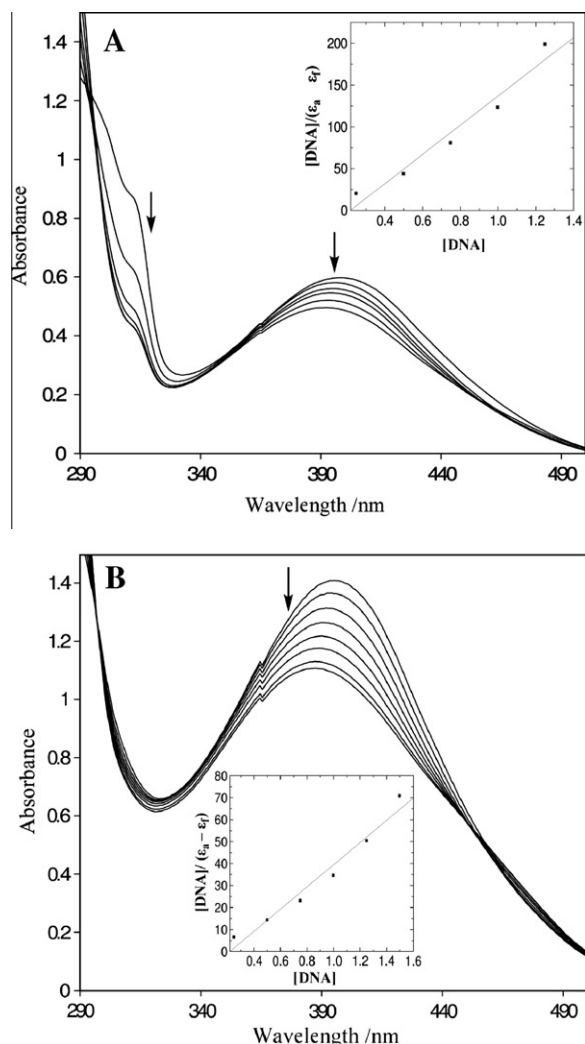 A
1.4
1.2
1
0.8
0.6
0.4
0.2
0
Absorbance
290 340 390 440 490
Wavelength /nm
200
150
100
50
0
[DNA]/(εa εf)
0.4 0.6 0.8 1.0 1.2 1.4
[DNA]
B
1.4
1.2
1
0.8
0.6
0.4
0.2
0
Absorbance
290 340 390 440 490
Wavelength /nm
80
70
60
50
40
30
20
10
0
[DNA]/ (εa – εf)
0.4 0.6 0.8 1.0 1.2 1.4 1.6
[DNA]